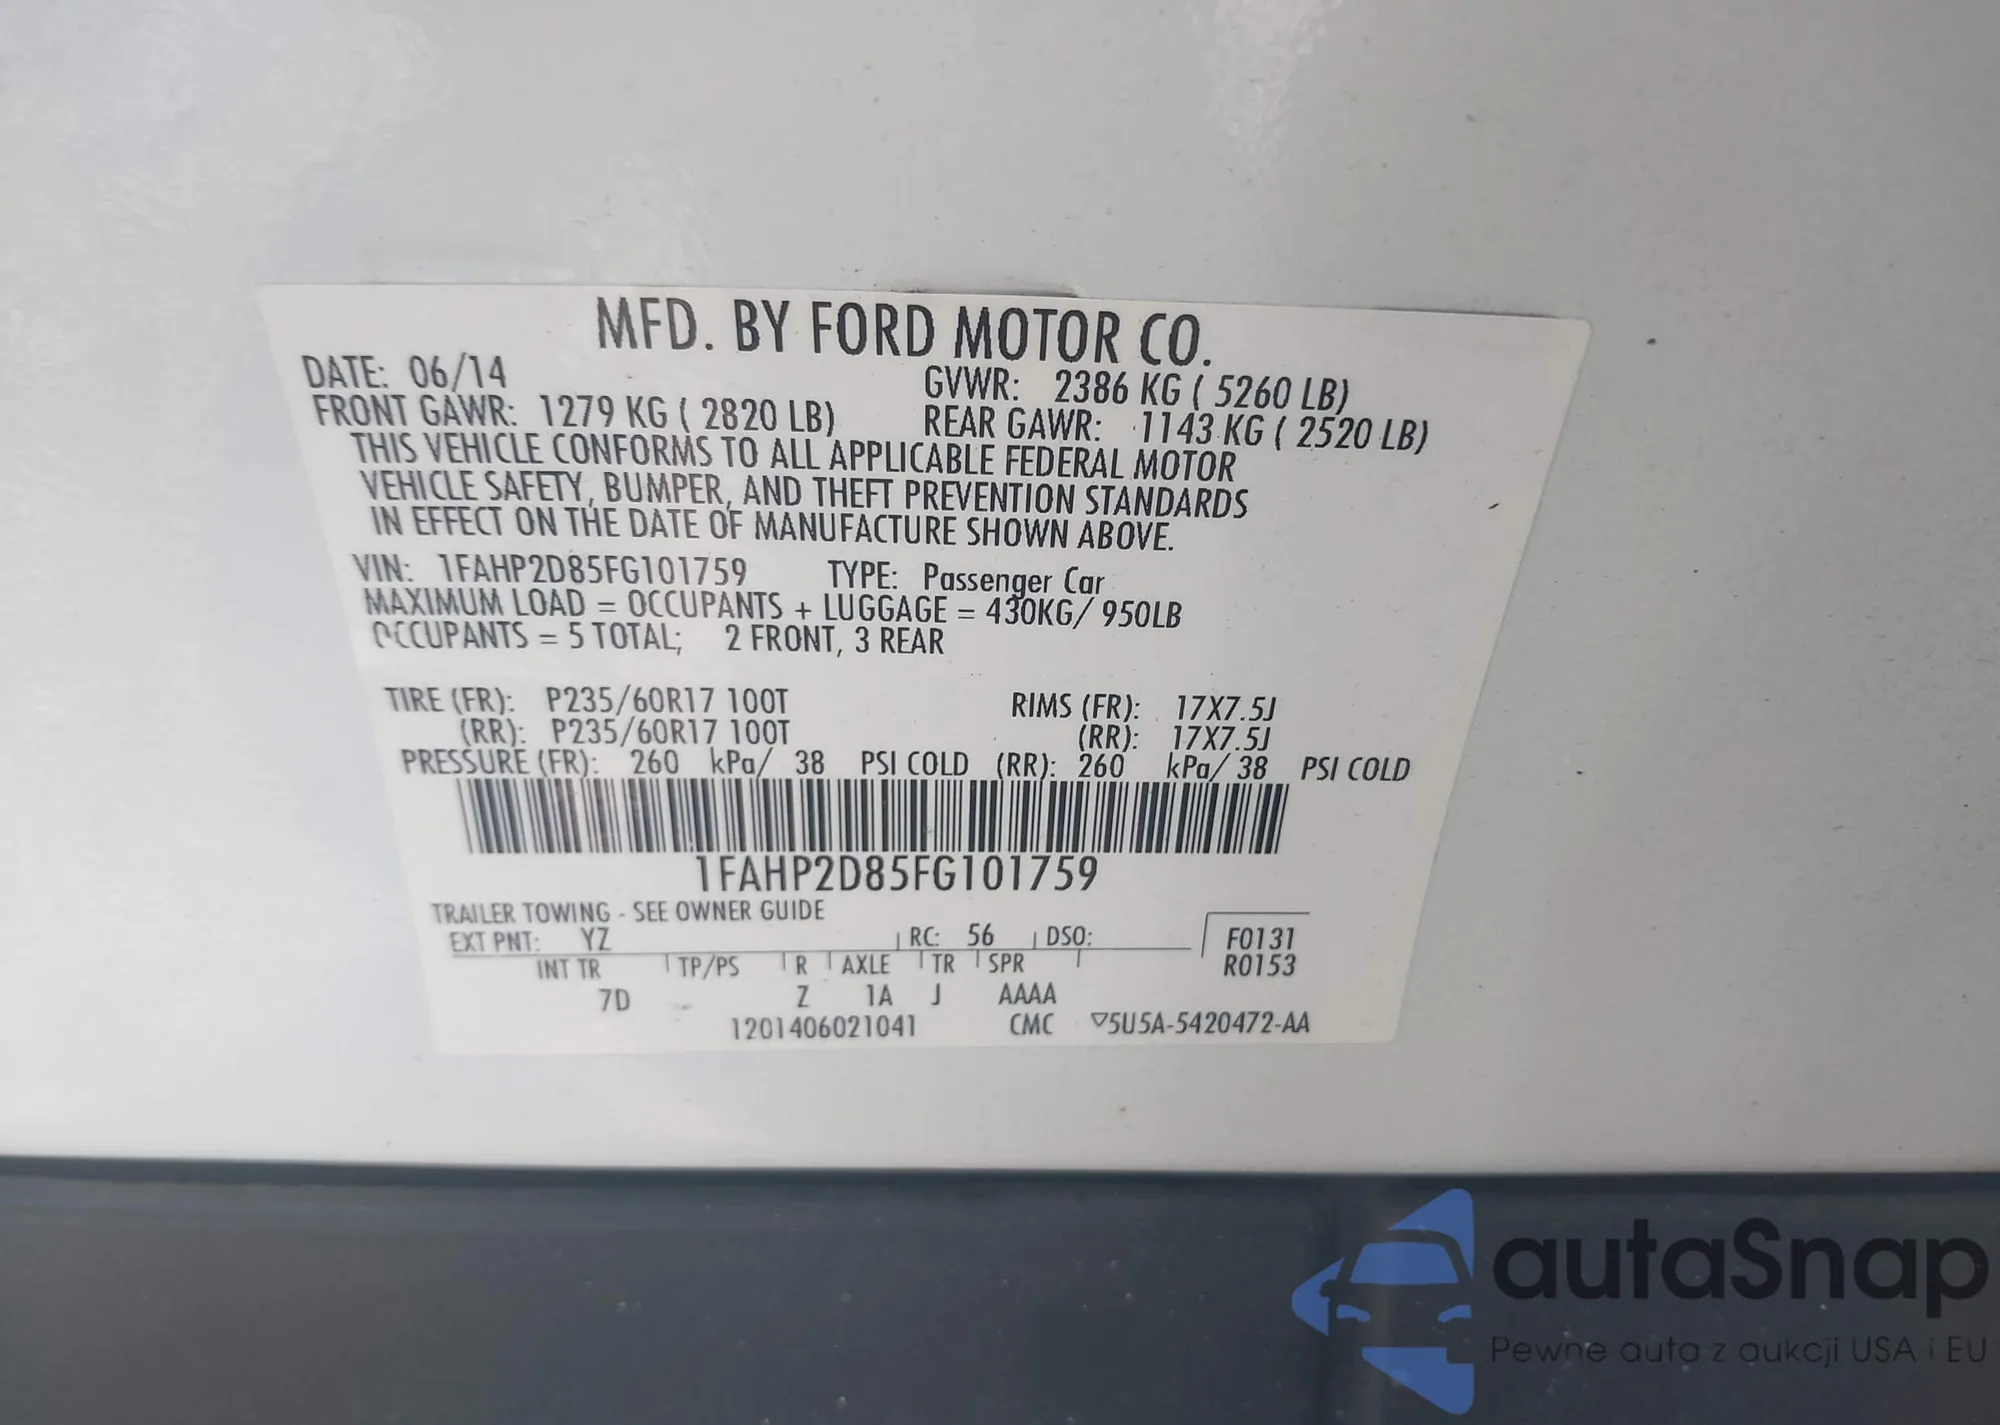 MFD. BY FORD MOTOR CO.
DATE: 06/14 GVWR: 2386 KG ( 5260 LB)
FRONT GAWR: 1279 KG ( 2820 LB) REAR GAWR: 1143 KG ( 2520 LB)
THIS VEHICLE CONFORMS TO ALL APPLICABLE FEDERAL MOTOR
VEHICLE SAFETY, BUMPER, AND THEFT PREVENTION STANDARDS
IN EFFECT ON THE DATE OF MANUFACTURE SHOWN ABOVE.
VIN: 1FAHP2D85FG101759 TYPE: Passenger Car
MAXIMUM LOAD = OCCUPANTS + LUGGAGE = 430KG/ 950LB
OCCUPANTS = 5 TOTAL; 2 FRONT, 3 REAR
TIRE (FR): P235/60R17 100T RIMS (FR): 17X7.5J
(RR): P235/60R17 100T (RR): 17X7.5J
PRESSURE (FR): 260 kPa/ 38 PSI COLD (RR): 260 kPa/ 38 PSI COLD
1FAHP2D85FG101759
TRAILER TOWING - SEE OWNER GUIDE
EXT PNT: YZ RC: 56 DSO: F0131
INT TR TP/PS R AXLE TR SPR R0153
7D Z 1A J AAAA
1201406021041 CMC ▽5U5A-5420472-AA
autaSnap
Pewne auta z aukcji USA i EU